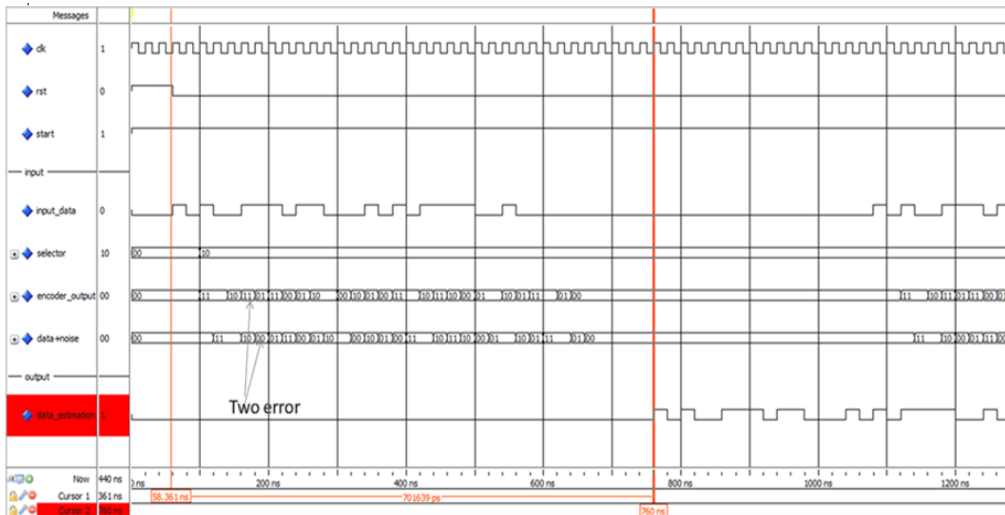 Messages
clk 1
rst 0
start 1
input
input_data 0
selector 10 00 10
encoder_output 00 00 11 10 11 01 11 00 01 10 00 10 01 00 11 10 11 10 00 01 10 01 11 01 00 11 10 11 01 11 00 01
data+noise 00 00 11 10 00 01 11 00 01 10 00 10 01 00 11 10 11 10 00 01 10 01 11 01 00 11 10 00 01 11 00
output
data_estimation 1
Two error
Now 440 ns ns 200 ns 400 ns 600 ns 800 ns 1000 ns 1200 ns
Cursor 1 361 ns 58.361 ns 701639 ps
Cursor 2 760 ns 760 ns